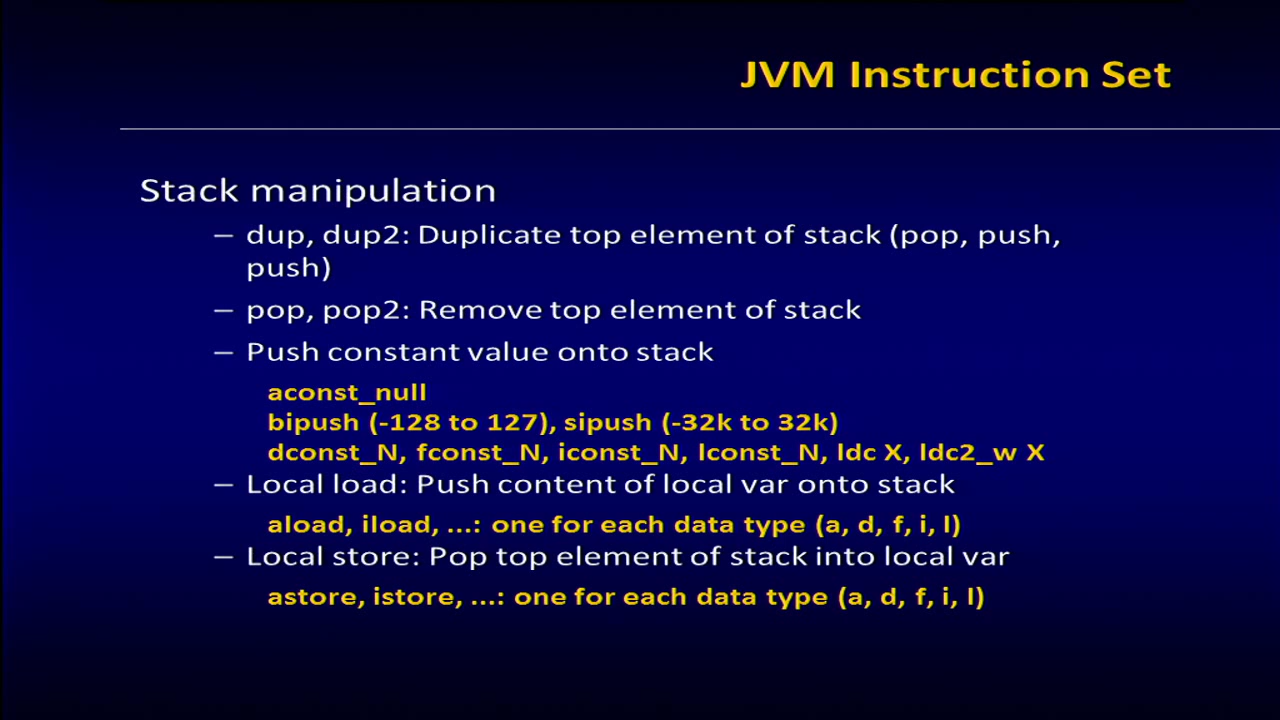 JVM Instruction Set
Stack manipulation
– dup, dup2: Duplicate top element of stack (pop, push,
push)
– pop, pop2: Remove top element of stack
– Push constant value onto stack
aconst_null
bipush (-128 to 127), sipush (-32k to 32k)
dconst_N, fconst_N, iconst_N, lconst_N, ldc X, ldc2_w X
– Local load: Push content of local var onto stack
aload, iload, ...: one for each data type (a, d, f, i, l)
– Local store: Pop top element of stack into local var
astore, istore, ...: one for each data type (a, d, f, i, l)